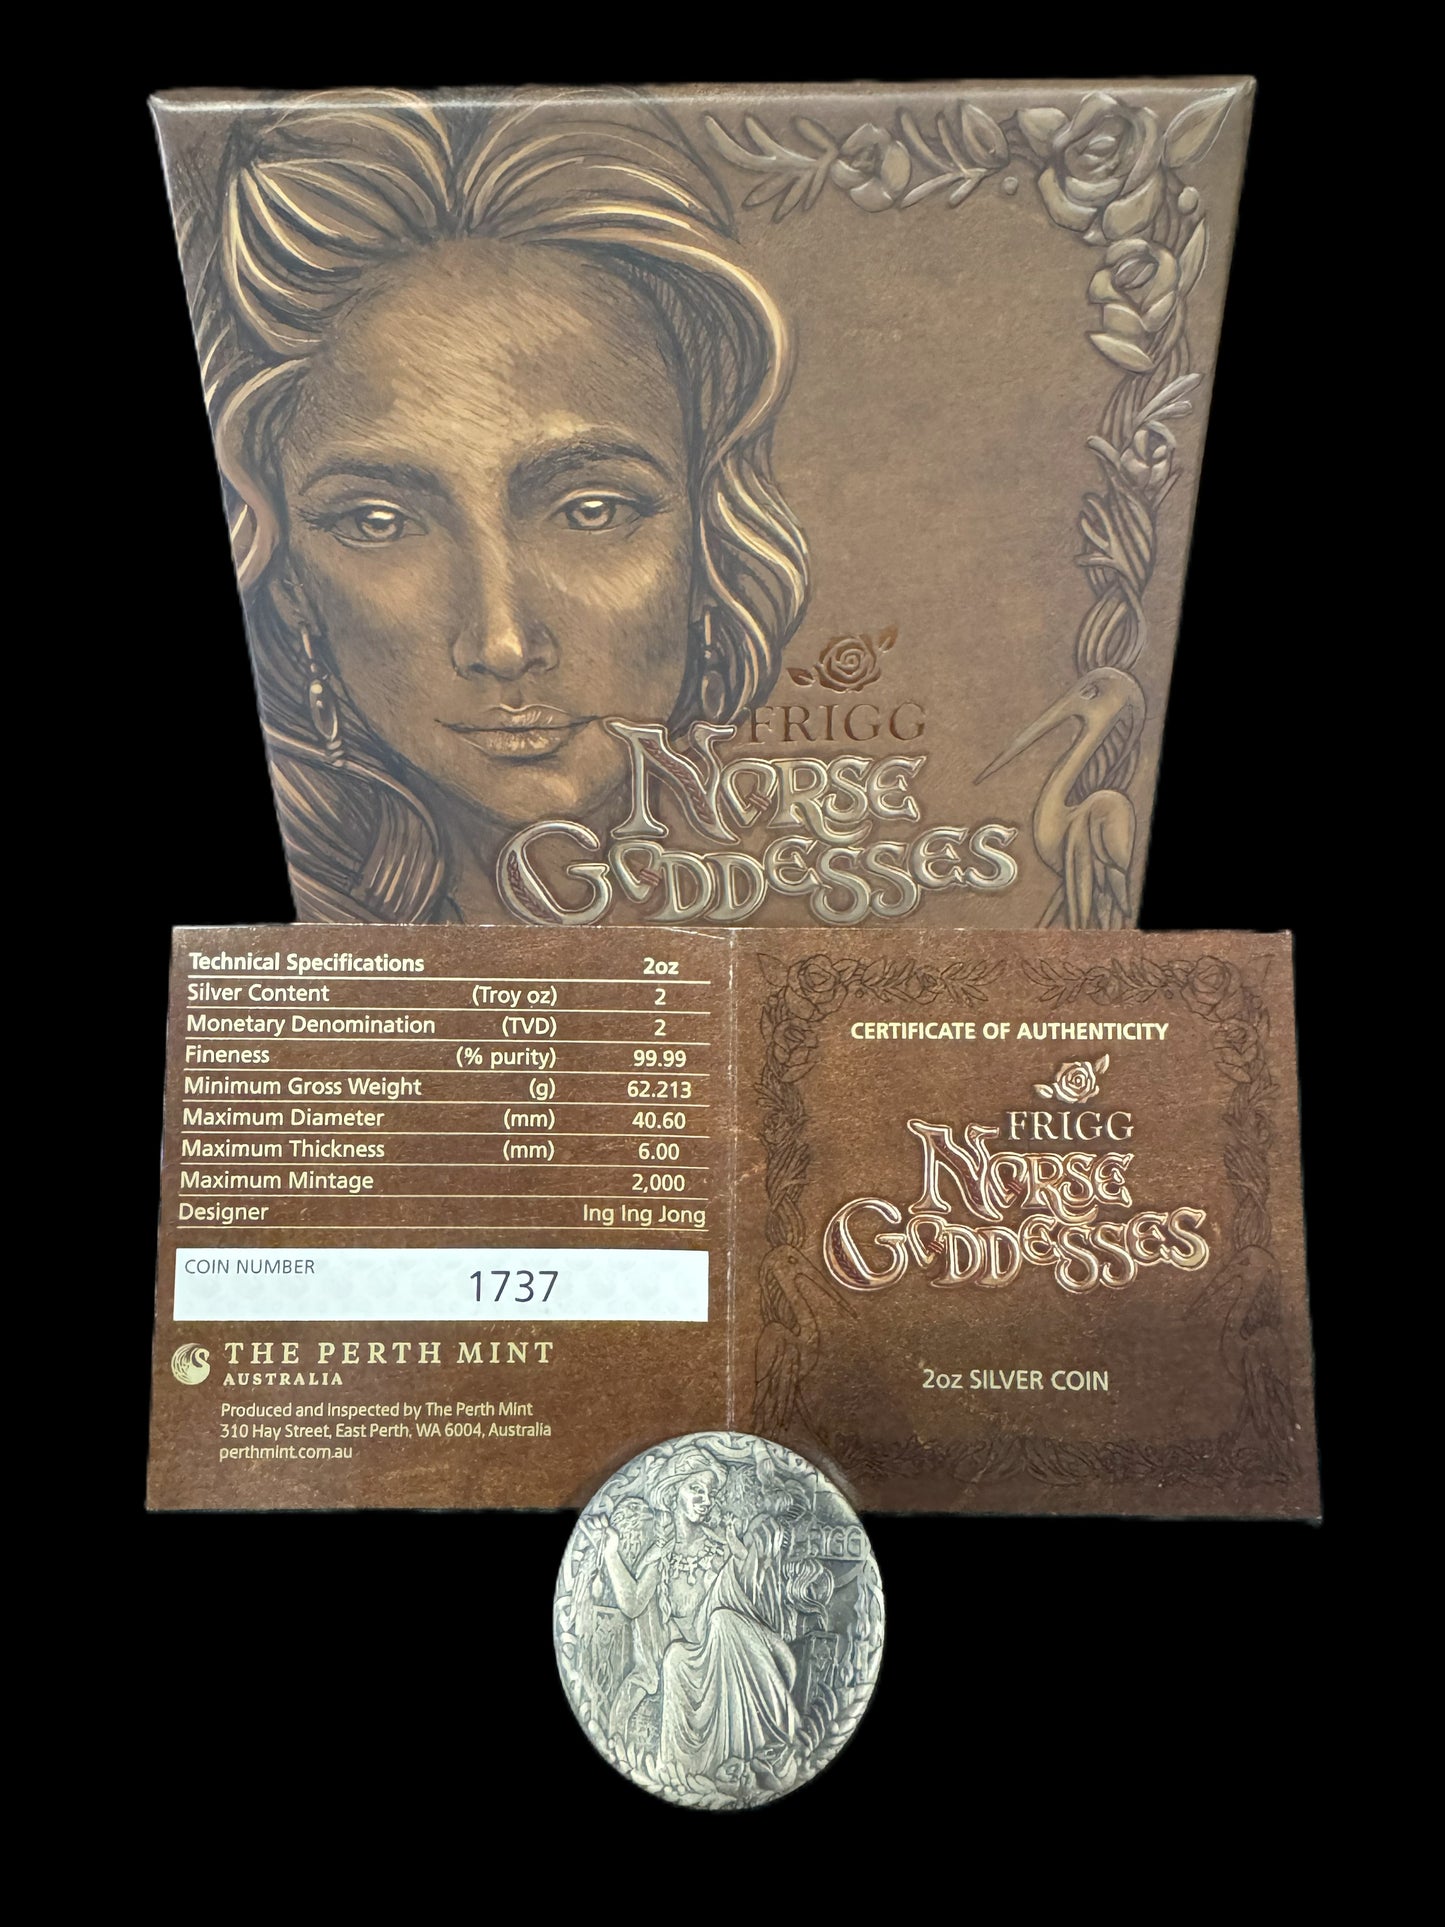 FRIGG
NORSE
GODDESSES
Technical Specifications 2oz
Silver Content (Troy oz) 2
Monetary Denomination (TVD) 2
Fineness (% purity) 99.99
Minimum Gross Weight (g) 62.213
Maximum Diameter (mm) 40.60
Maximum Thickness (mm) 6.00
Maximum Mintage 2,000
Designer Ing Ing Jong
COIN NUMBER 1737
THE PERTH MINT
AUSTRALIA
Produced and Inspected by The Perth Mint
310 Hay Street, East Perth, WA 6004, Australia
perthmint.com.au
CERTIFICATE OF AUTHENTICITY
FRIGG
NORSE
GODDESSES
2oz SILVER COIN
FRIGG